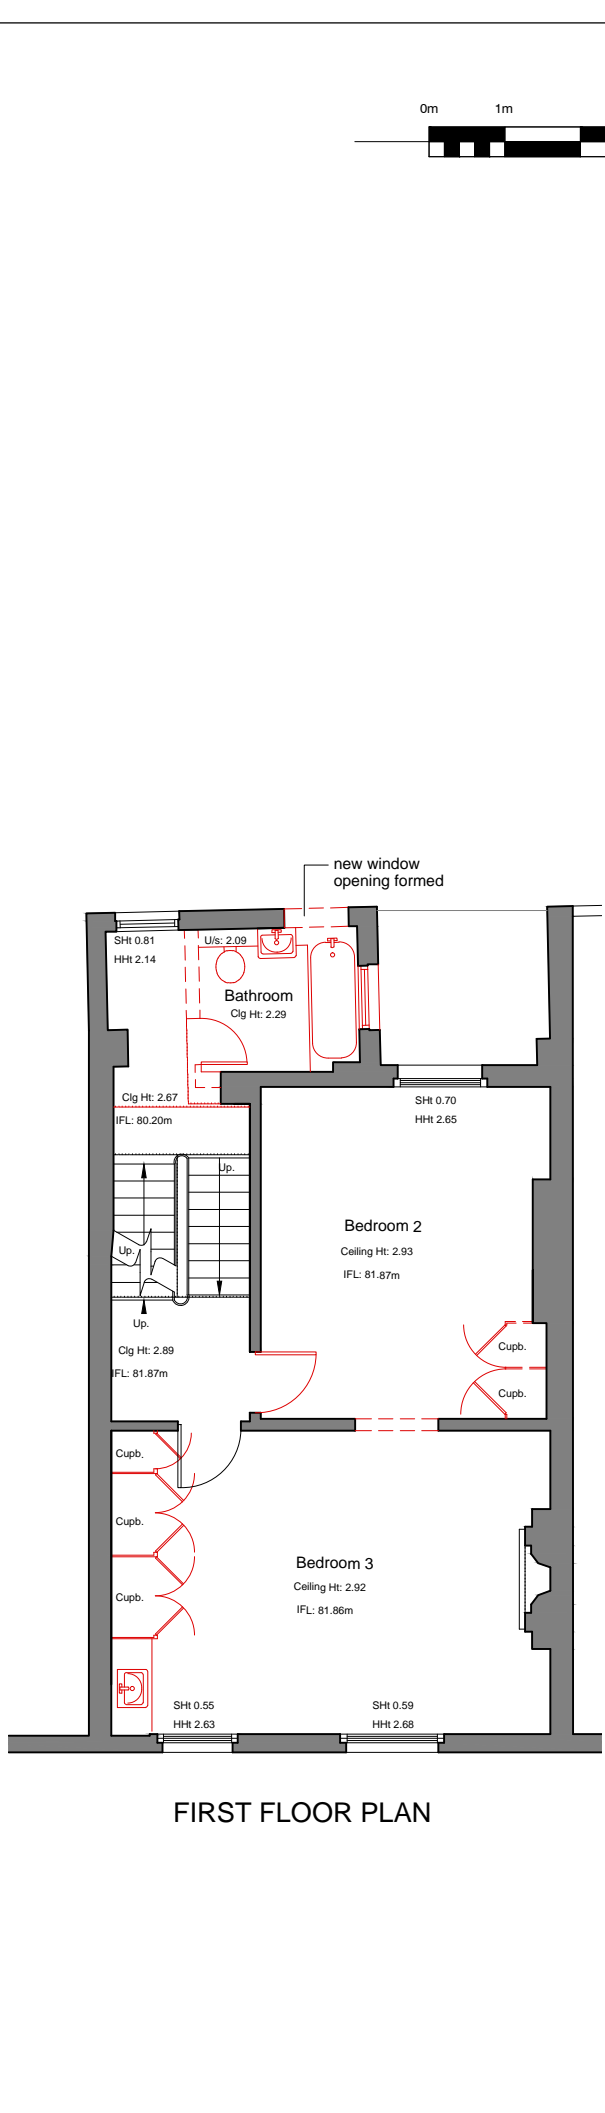 0m 1m
new window
opening formed
SHt 0.81
HHt 2.14
U/s: 2.09
Bathroom
Clg Ht: 2.29
Clg Ht: 2.67
IFL: 80.20m
SHt 0.70
HHt 2.65
Up.
Up.
Bedroom 2
Ceiling Ht: 2.93
IFL: 81.87m
Up.
Clg Ht: 2.89
IFL: 81.87m
Cupb.
Cupb.
Cupb.
Cupb.
Cupb.
Bedroom 3
Ceiling Ht: 2.92
IFL: 81.86m
SHt 0.55
HHt 2.63
SHt 0.59
HHt 2.68
FIRST FLOOR PLAN